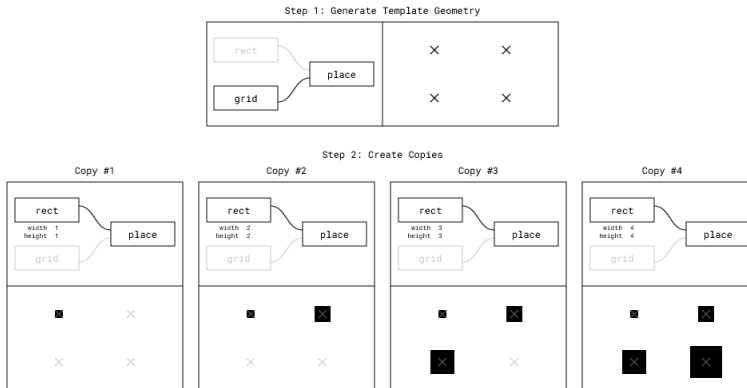 Step 1: Generate Template Geometry
rect
place
grid
Step 2: Create Copies
Copy #1
Copy #2
Copy #3
Copy #4
rect
width 1
height 1
place
grid
rect
width 2
height 2
place
grid
rect
width 3
height 3
place
grid
rect
width 4
height 4
place
grid